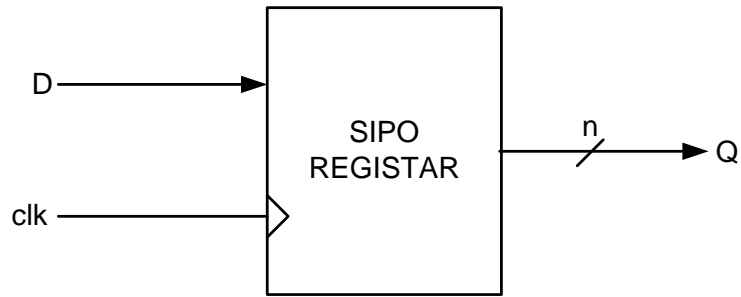 D
clk
SIPO
REGISTAR
n
Q